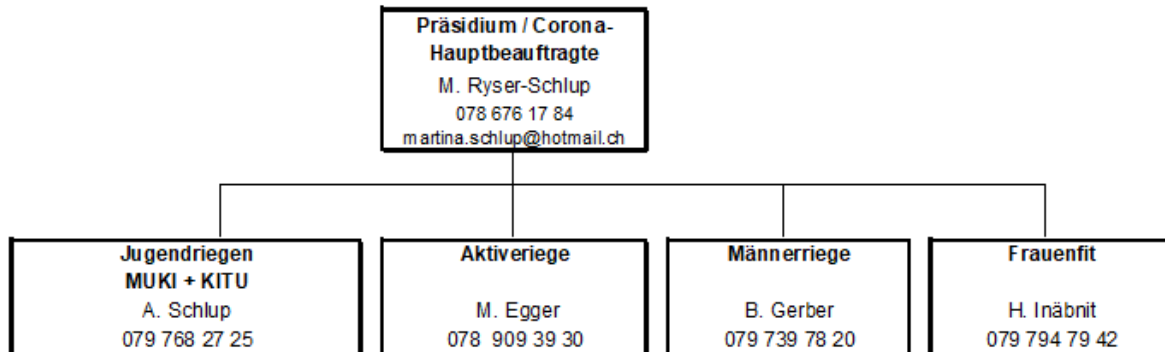 Präsidium / Corona-
Hauptbeauftragte
M. Ryser-Schlup
078 676 17 84
martina.schlup@hotmail.ch
Jugendriegen
MUKI + KITU
A. Schlup
079 768 27 25
Aktiveriege
M. Egger
078 909 39 30
Männerriege
B. Gerber
079 739 78 20
Frauenfit
H. Inäbnit
079 794 79 42